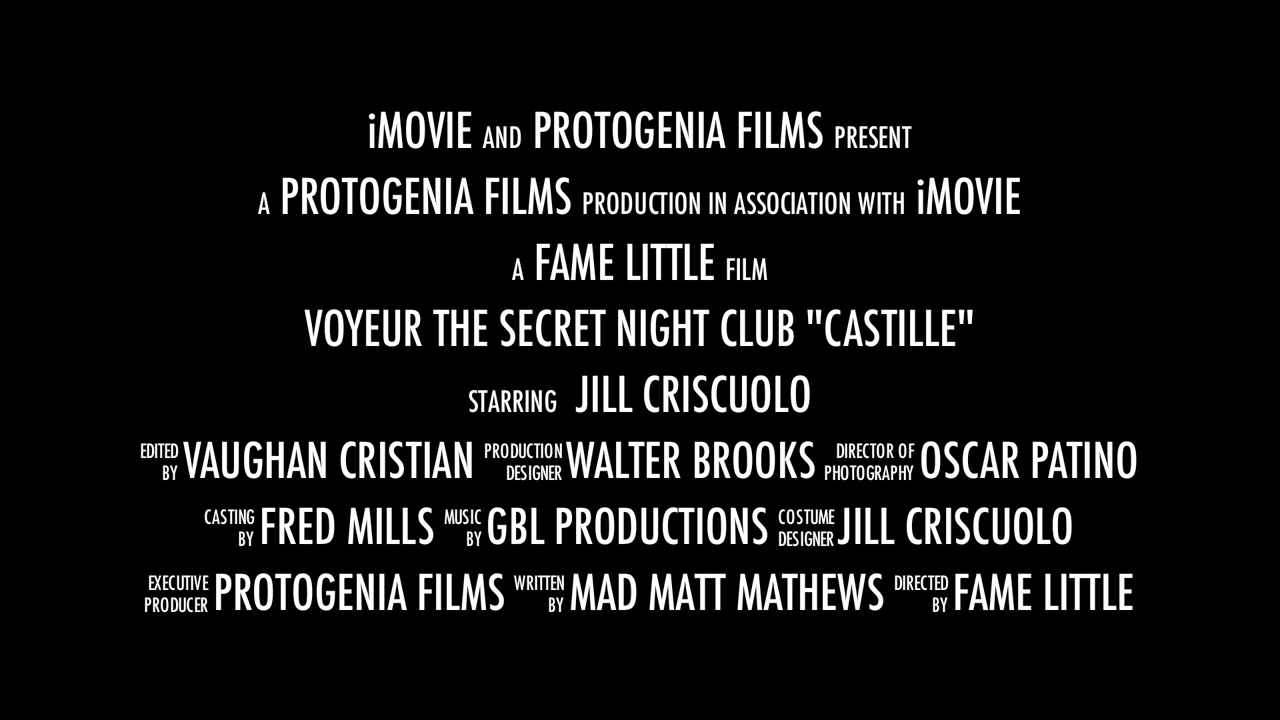 iMOVIE AND PROTOGENIA FILMS PRESENT
A PROTOGENIA FILMS PRODUCTION IN ASSOCIATION WITH iMOVIE
A FAME LITTLE FILM
VOYEUR THE SECRET NIGHT CLUB "CASTILLE"
STARRING JILL CRISCUOLO
EDITED BY VAUGHAN CRISTIAN PRODUCTION DESIGNER WALTER BROOKS DIRECTOR OF PHOTOGRAPHY OSCAR PATINO
CASTING BY FRED MILLS MUSIC BY GBL PRODUCTIONS COSTUME DESIGNER JILL CRISCUOLO
EXECUTIVE PRODUCER PROTOGENIA FILMS WRITTEN BY MAD MATT MATHEWS DIRECTED BY FAME LITTLE